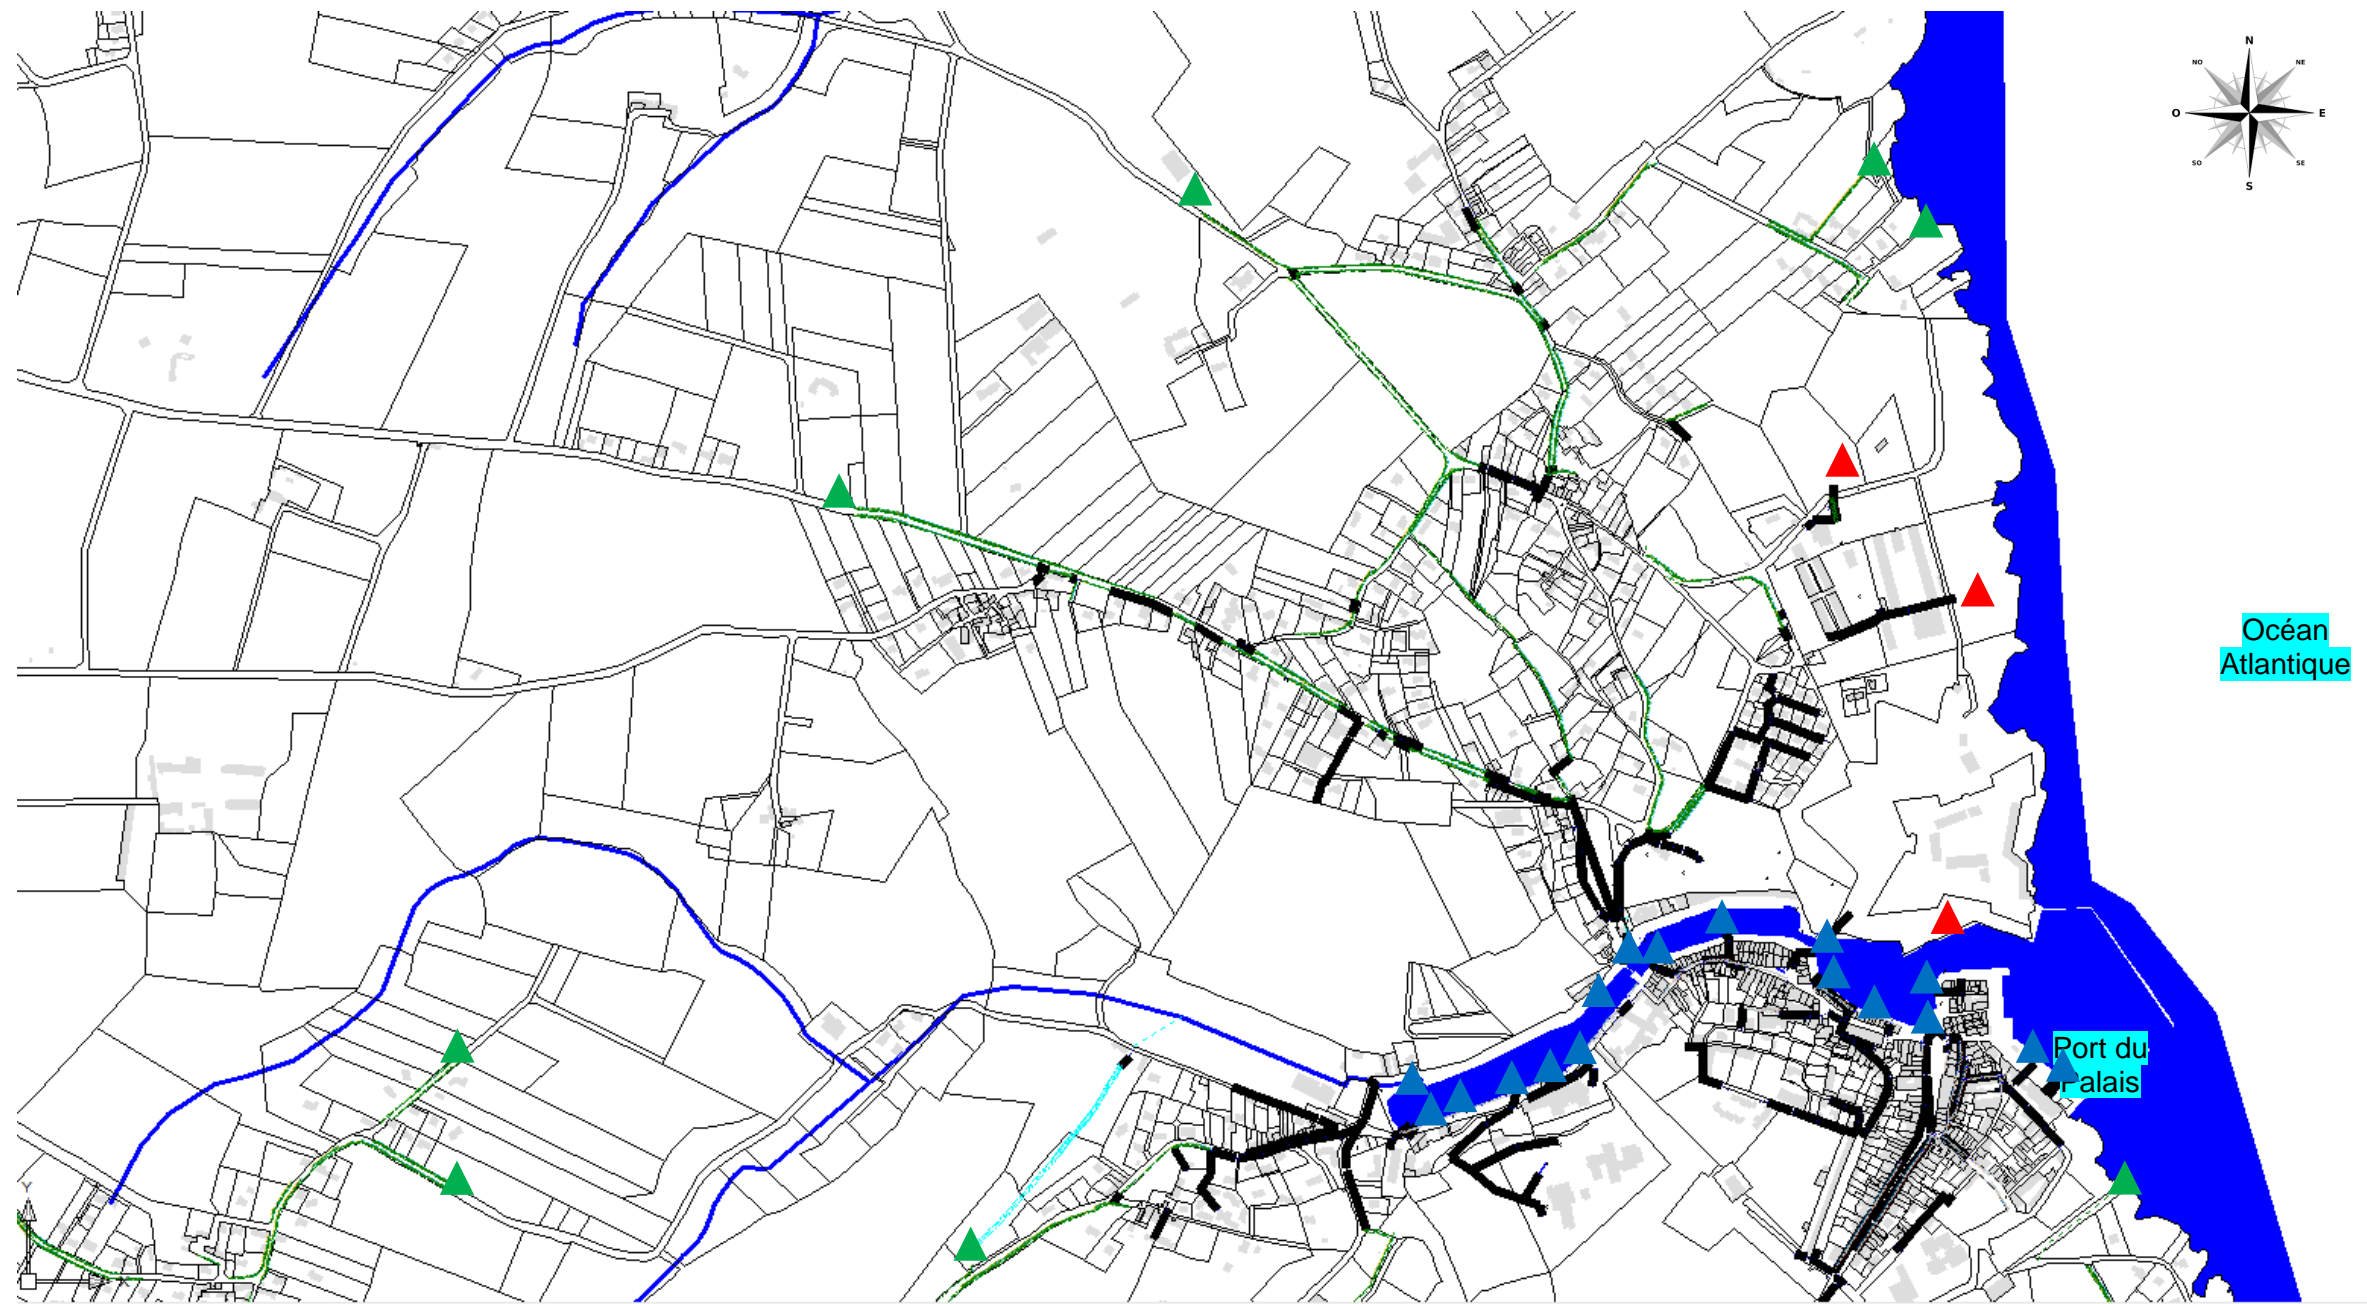 N
NO
NE
O
E
SO
SE
S
Océan
Atlantique
Port du
Palais
Y
X